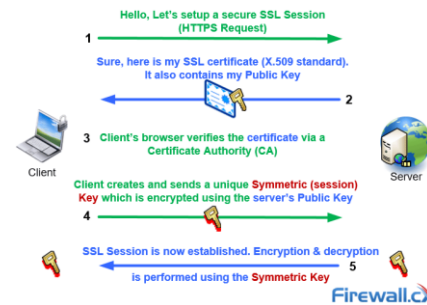 Hello, Let's setup a secure SSL Session
(HTTPS Request)
1
Sure, here is my SSL certificate (X.509 standard).
It also contains my Public Key
2
3 Client's browser verifies the certificate via a
Certificate Authority (CA)
Client
Server
Client creates and sends a unique Symmetric (session)
Key which is encrypted using the server's Public Key
4
SSL Session is now established. Encryption & decryption
5
is performed using the Symmetric Key
Firewall.cx